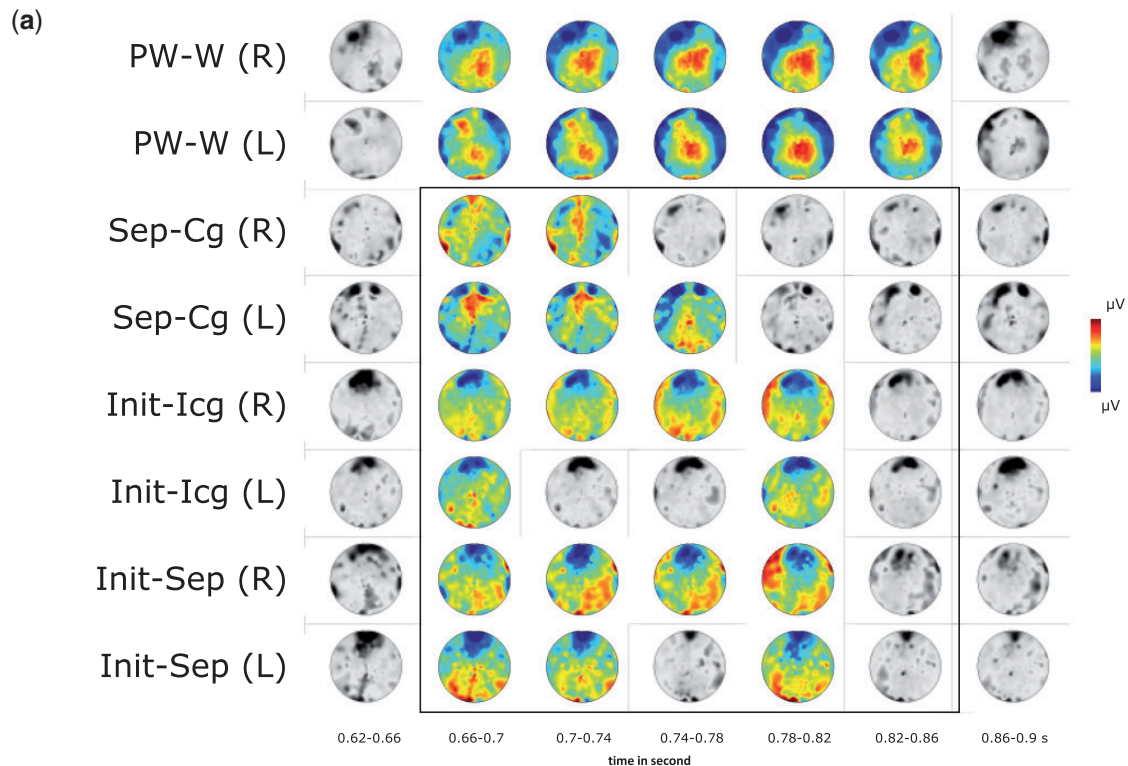 (a)
PW-W (R)
PW-W (L)
Sep-Cg (R)
Sep-Cg (L)
Init-Icg (R)
Init-Icg (L)
Init-Sep (R)
Init-Sep (L)
µV
µV
0.62-0.66 0.66-0.7 0.7-0.74 0.74-0.78 0.78-0.82 0.82-0.86 0.86-0.9 s
time in second